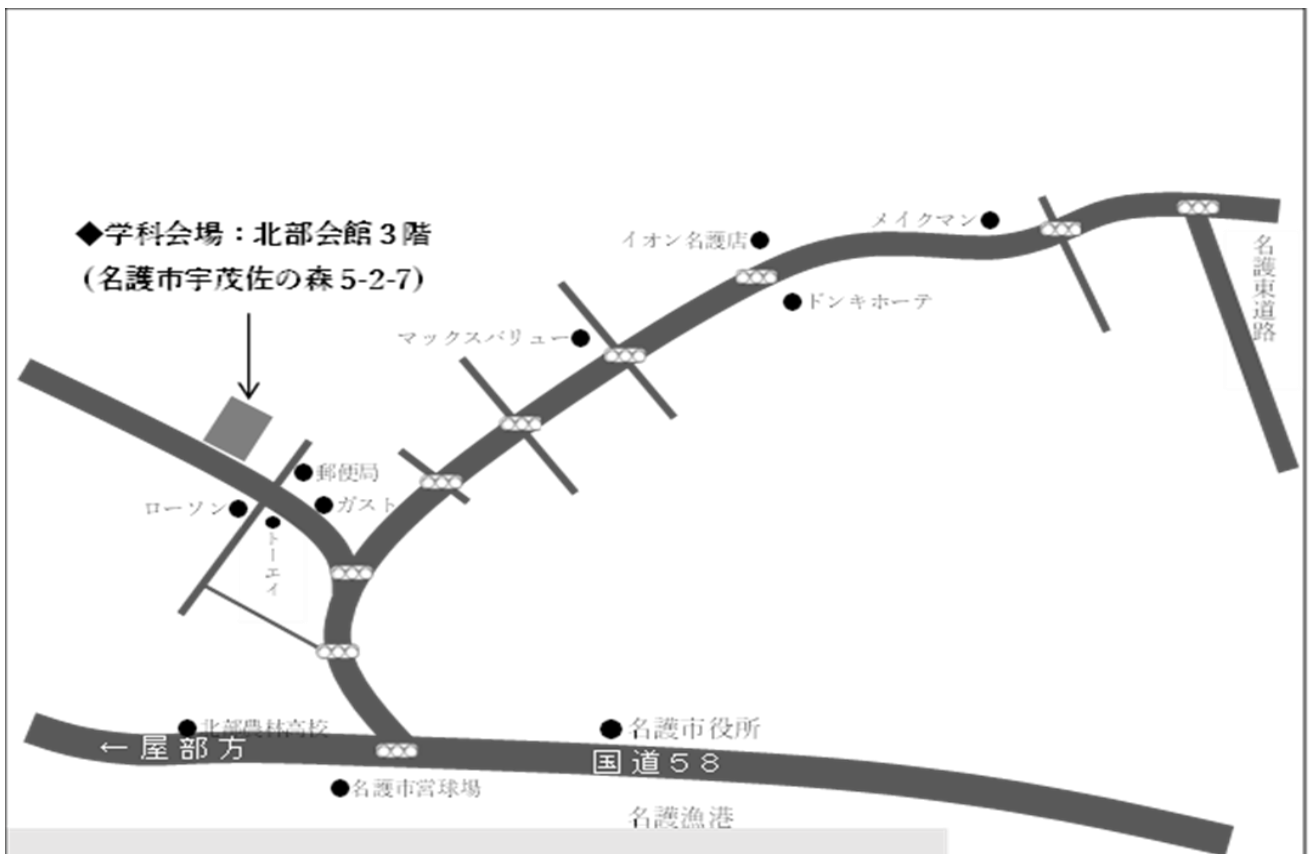 ◆学科会場：北部会館３階
(名護市宇茂佐の森 5-2-7)
メイクマン
イオン名護店
名護東道路
ドンキホーテ
マックスバリュー
郵便局
ローソン
ガスト
トーエイ
北部農林高校
名護市役所
←屋部方
国道５８
名護市営球場
名護漁港